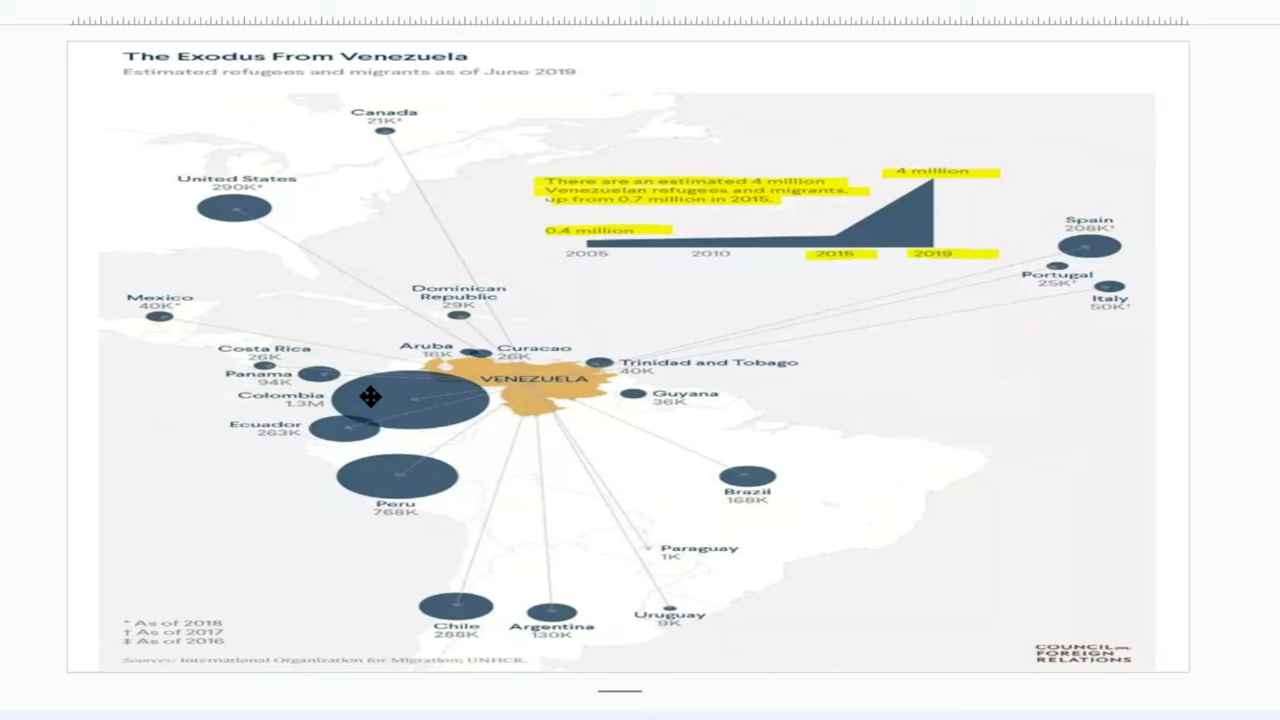 The Exodus From Venezuela
Estimated refugees and migrants as of June 2019
Canada
21K‡
United States
290K*
There are an estimated 4 million
Venezuelan refugees and migrants,
up from 0.7 million in 2015.
4 million
0.4 million
2005
2010
2015
2019
Spain
208K*
Portugal
25K†
Italy
50K†
Mexico
40K*
Dominican
Republic
29K
Costa Rica
26K
Aruba
16K
Curacao
26K
Trinidad and Tobago
40K
Panama
94K
VENEZUELA
Colombia
1.3M
Guyana
36K
Ecuador
263K
Peru
768K
Brazil
168K
Paraguay
1K
Chile
288K
Argentina
130K
Uruguay
9K
* As of 2018
† As of 2017
‡ As of 2016
Sources: International Organization for Migration; UNHCR.
COUNCIL on
FOREIGN
RELATIONS